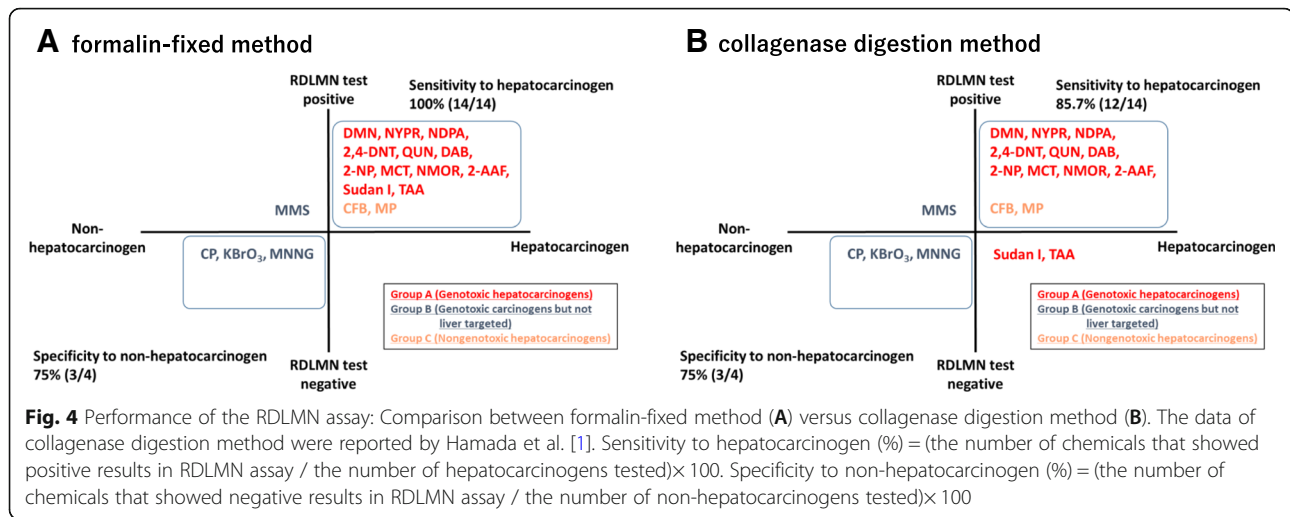 A formalin-fixed method
RDLMN test
positive
Sensitivity to hepatocarcinogen
100% (14/14)
DMN, NYPR, NDPA,
2,4-DNT, QUN, DAB,
2-NP, MCT, NMOR, 2-AAF,
Sudan I, TAA
CFB, MP
MMS
Non-
hepatocarcinogen
Hepatocarcinogen
CP, KBrO₃, MNNG
Group A (Genotoxic hepatocarcinogens)
Group B (Genotoxic carcinogens but not
liver targeted)
Group C (Nongenotoxic hepatocarcinogens)
Specificity to non-hepatocarcinogen
75% (3/4)
RDLMN test
negative
B collagenase digestion method
RDLMN test
positive
Sensitivity to hepatocarcinogen
85.7% (12/14)
DMN, NYPR, NDPA,
2,4-DNT, QUN, DAB,
2-NP, MCT, NMOR, 2-AAF,
CFB, MP
MMS
Non-
hepatocarcinogen
Hepatocarcinogen
CP, KBrO₃, MNNG
Sudan I, TAA
Group A (Genotoxic hepatocarcinogens)
Group B (Genotoxic carcinogens but not
liver targeted)
Group C (Nongenotoxic hepatocarcinogens)
Specificity to non-hepatocarcinogen
75% (3/4)
RDLMN test
negative
Fig. 4 Performance of the RDLMN assay: Comparison between formalin-fixed method (A) versus collagenase digestion method (B). The data of
collagenase digestion method were reported by Hamada et al. [1]. Sensitivity to hepatocarcinogen (%) = (the number of chemicals that showed
positive results in RDLMN assay / the number of hepatocarcinogens tested)× 100. Specificity to non-hepatocarcinogen (%) = (the number of
chemicals that showed negative results in RDLMN assay / the number of non-hepatocarcinogens tested)× 100